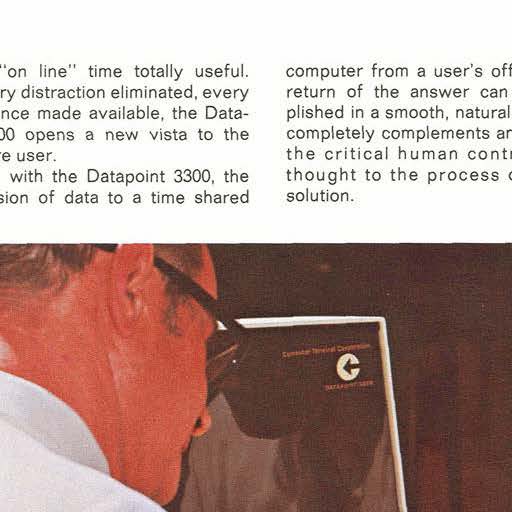 "on line" time totally useful.
ry distraction eliminated, every
nce made available, the Data-
00 opens a new vista to the
e user.
with the Datapoint 3300, the
sion of data to a time shared
computer from a user's off
return of the answer can
plished in a smooth, natural
completely complements an
the critical human contr
thought to the process o
solution.
Computer Terminal Corporation
C
DATAPOINT 3300